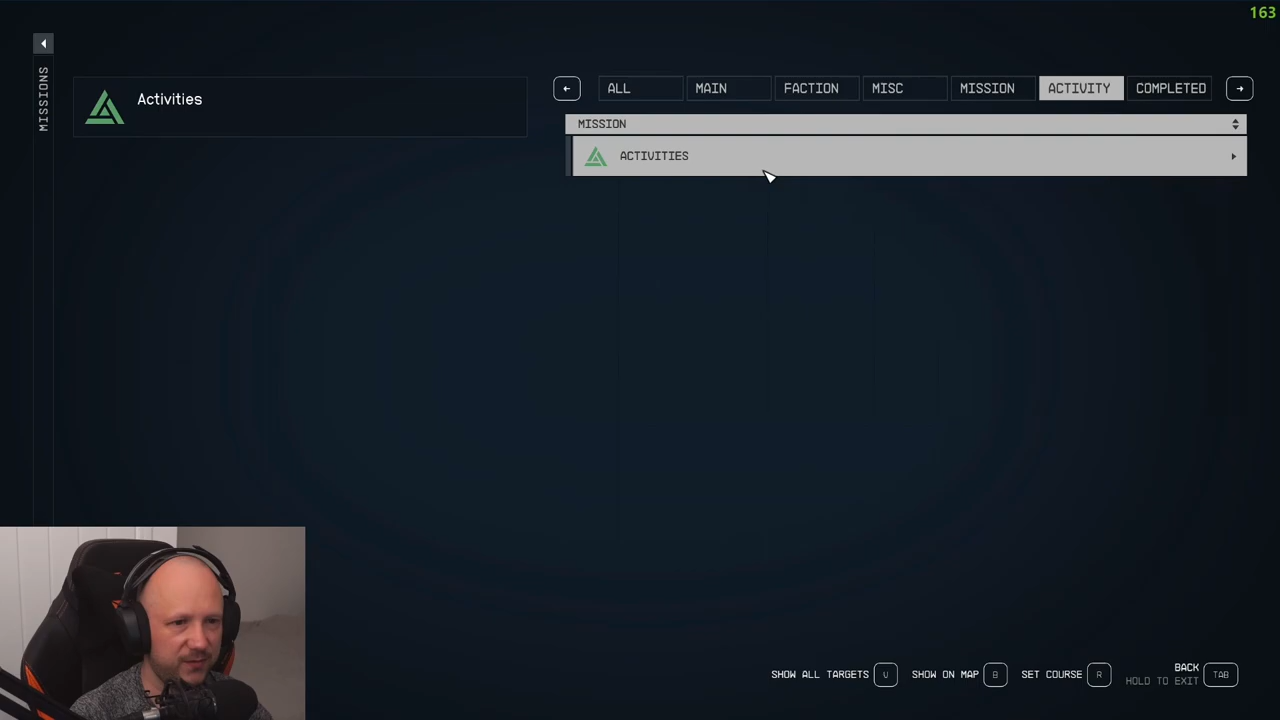 163
MISSIONS
Activities
ALL
MAIN
FACTION
MISC
MISSION
ACTIVITY
COMPLETED
MISSION
ACTIVITIES
SHOW ALL TARGETS U
SHOW ON MAP B
SET COURSE R
BACK
HOLD TO EXIT
TAB